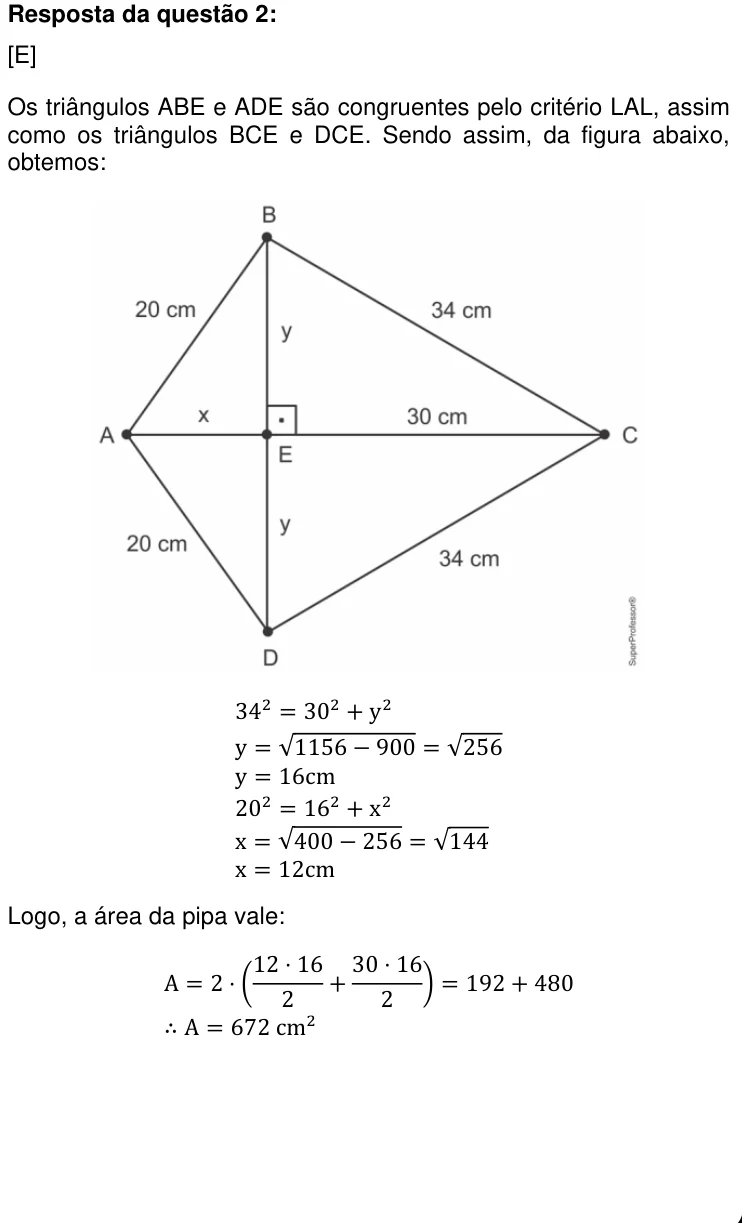 Resposta da questão 2:
[E]
Os triângulos ABE e ADE são congruentes pelo critério LAL, assim
como os triângulos BCE e DCE. Sendo assim, da figura abaixo,
obtemos:
B
20 cm
34 cm
y
x
30 cm
A
E
C
y
20 cm
34 cm
D
SuperProfessor®
34² = 30² + y²
y = √(1156 − 900) = √256
y = 16cm
20² = 16² + x²
x = √(400 − 256) = √144
x = 12cm
Logo, a área da pipa vale:
A = 2 · (12 · 16/2 + 30 · 16/2) = 192 + 480
∴ A = 672 cm²